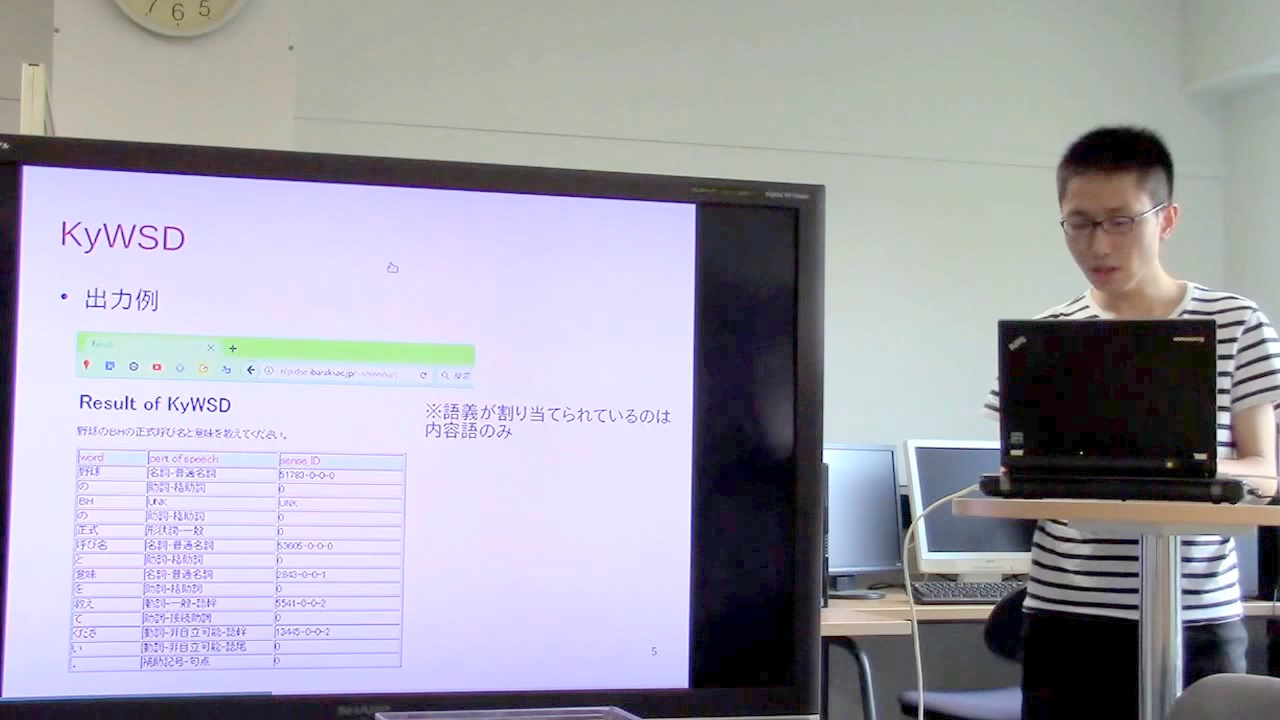 7 6 5
KyWSD
• 出力例
Result of KyWSD
※語義が割り当てられているのは
内容語のみ
野球のBHの正式呼び名と意味を教えてください。
word part of speech sense ID
野球 名詞-普通名詞 51783-0-0-0
の 助詞-格助詞 0
BH UNK UNK
の 助詞-格助詞 0
正式 形状詞-一般 0
呼び名 名詞-普通名詞 53605-0-0-0
と 助詞-格助詞 0
意味 名詞-普通名詞 2843-0-0-1
を 助詞-格助詞 0
教え 動詞-一般-語幹 5541-0-0-2
て 助詞-接続助詞 0
くださ 動詞-非自立可能-語幹 13445-0-0-2
い 動詞-非自立可能-語尾 0
。 補助記号-句点 0
5
SHARP